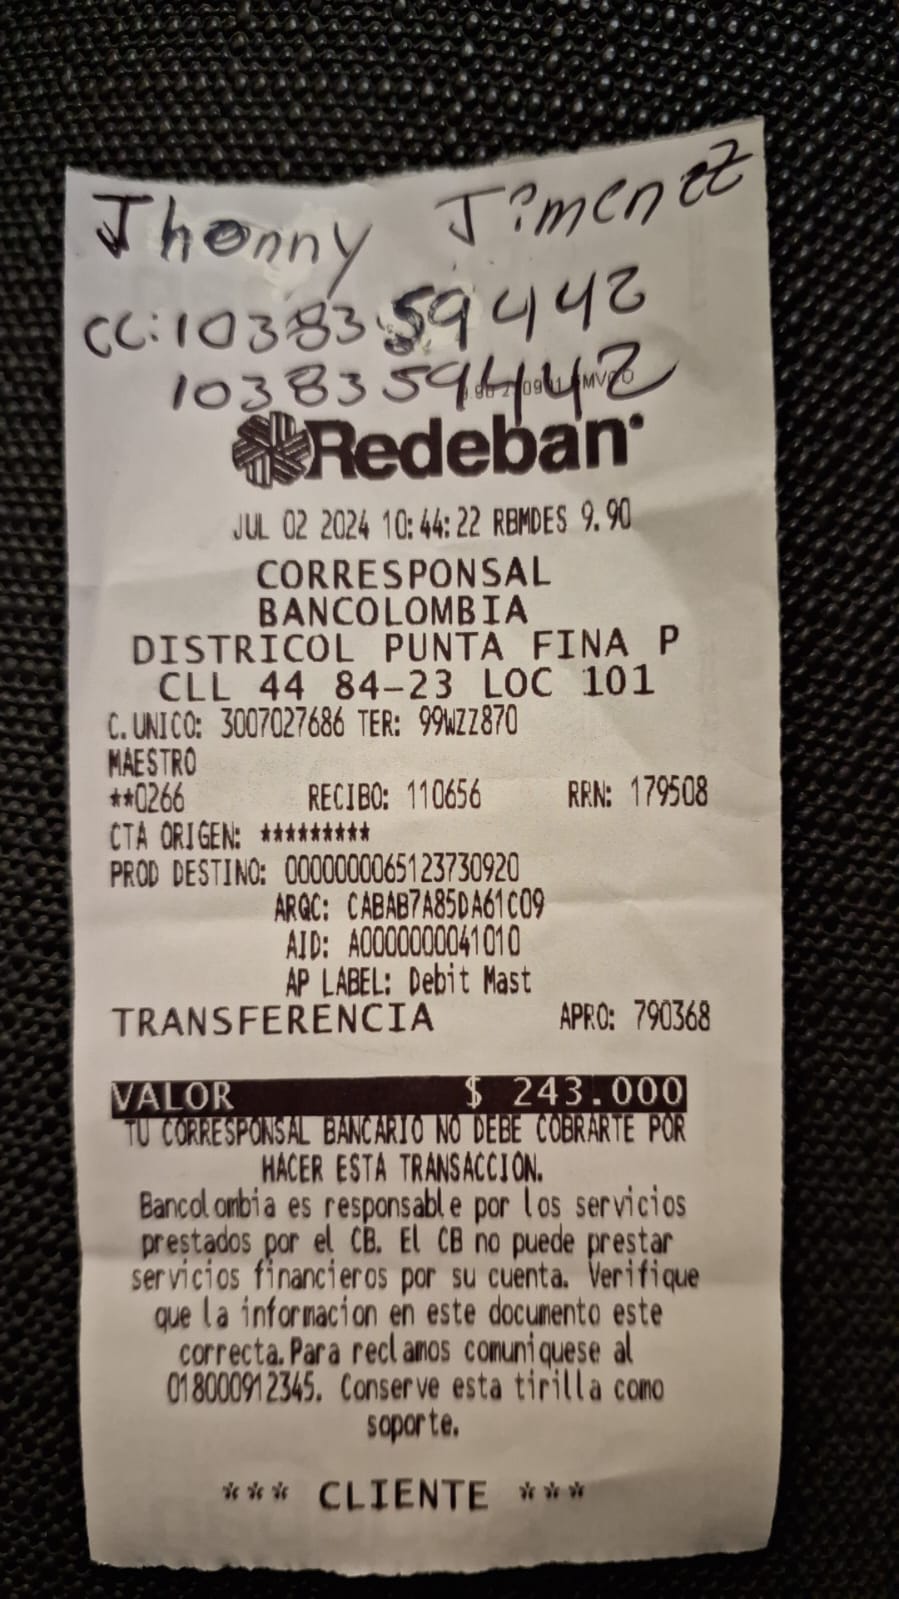 Jhonny Jimenez
CC:1038359442
1038359442
Redeban
JUL 02 2024 10:44:22 RBMDES 9.90
CORRESPONSAL
BANCOLOMBIA
DISTRICOL PUNTA FINA P
CLL 44 84-23 LOC 101
C.UNICO: 3007027686 TER: 99WZZ870
MAESTRO
**0266 RECIBO: 110656 RRN: 179508
CTA ORIGEN: *********
PROD DESTINO: 0000000065123730920
ARQC: CABAB7A85DA61C09
AID: A0000000041010
AP LABEL: Debit Mast
TRANSFERENCIA APRO: 790368
VALOR $ 243.000
TU CORRESPONSAL BANCARIO NO DEBE COBRARTE POR
HACER ESTA TRANSACCION.
Bancolombia es responsable por los servicios
prestados por el CB. El CB no puede prestar
servicios financieros por su cuenta. Verifique
que la informacion en este documento este
correcta.Para reclamos comuniquese al
018000912345. Conserve esta tirilla como
soporte.
*** CLIENTE ***